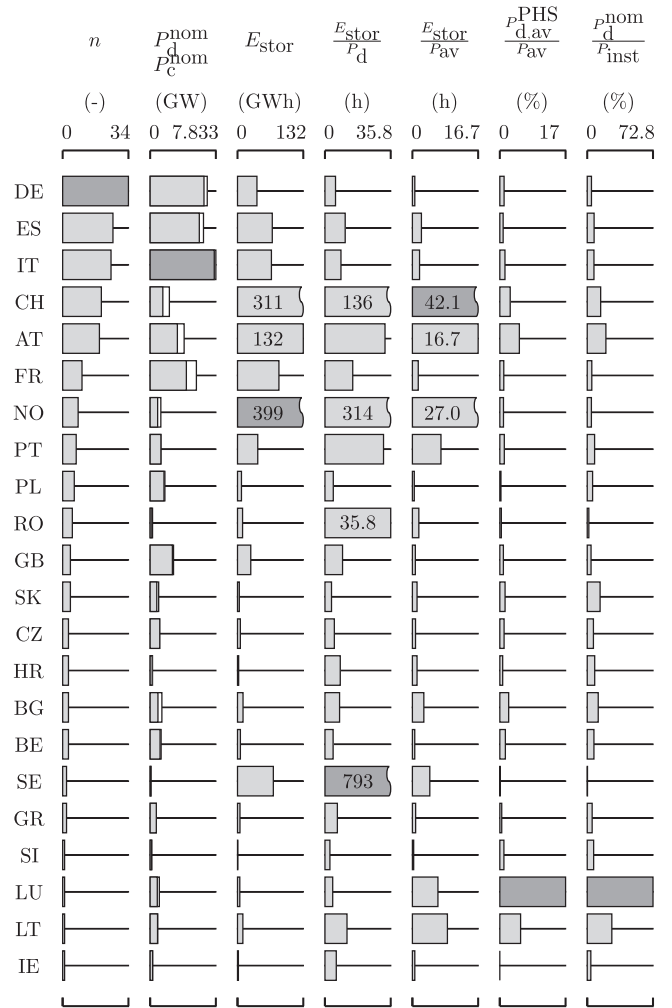 n P_d^nom P_c^nom E_stor E_stor/P_d E_stor/P_av P_d,av^PHS/P_av P_d^nom/P_inst
(-) (GW) (GWh) (h) (h) (%) (%)
0 34 0 7.833 0 132 0 35.8 0 16.7 0 17 0 72.8
DE
ES
IT
CH 311 136 42.1
AT 132 16.7
FR
NO 399 314 27.0
PT
PL
RO 35.8
GB
SK
CZ
HR
BG
BE
SE 793
GR
SI
LU
LT
IE